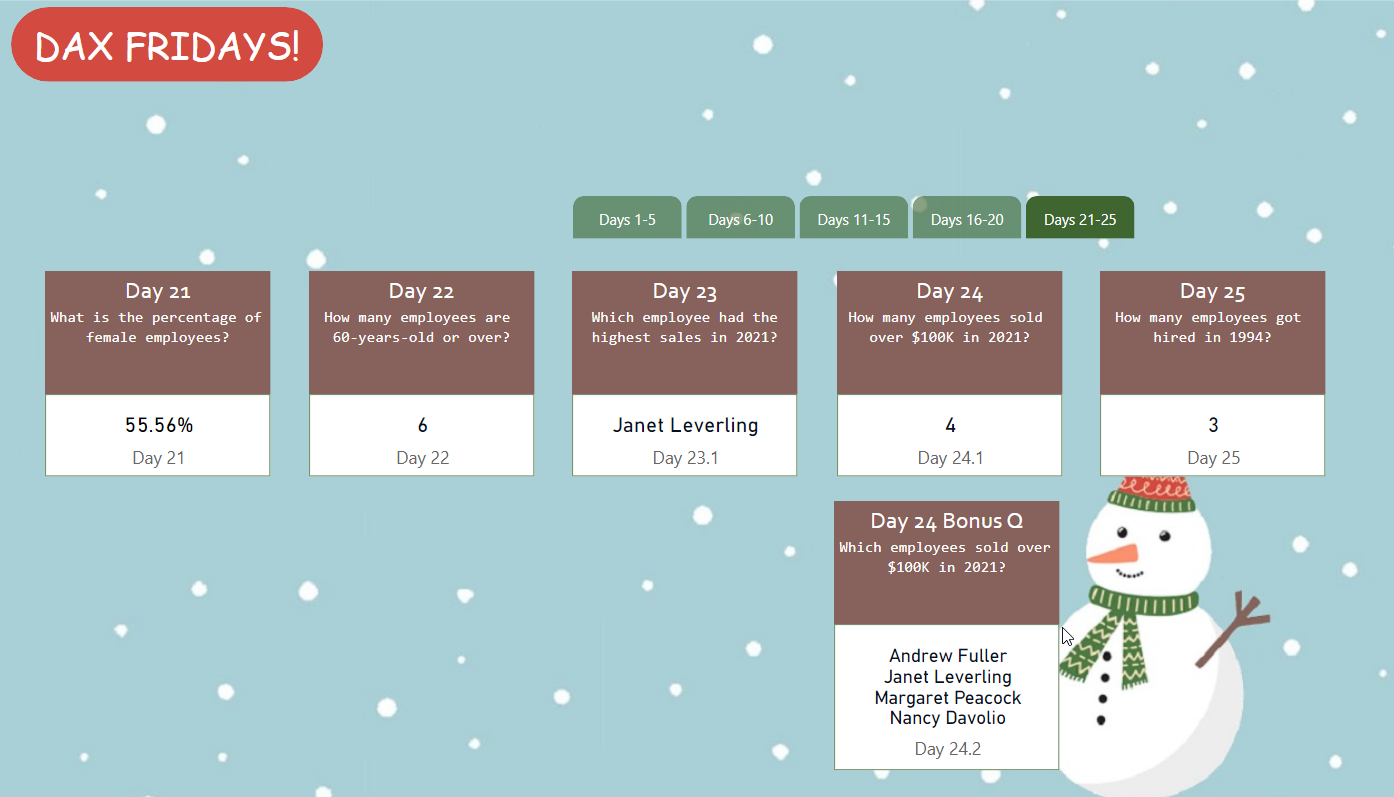 DAX FRIDAYS!
Days 1-5
Days 6-10
Days 11-15
Days 16-20
Days 21-25
Day 21
What is the percentage of
female employees?
55.56%
Day 21
Day 22
How many employees are
60-years-old or over?
6
Day 22
Day 23
Which employee had the
highest sales in 2021?
Janet Leverling
Day 23.1
Day 24
How many employees sold
over $100K in 2021?
4
Day 24.1
Day 25
How many employees got
hired in 1994?
3
Day 25
Day 24 Bonus Q
Which employees sold over
$100K in 2021?
Andrew Fuller
Janet Leverling
Margaret Peacock
Nancy Davolio
Day 24.2